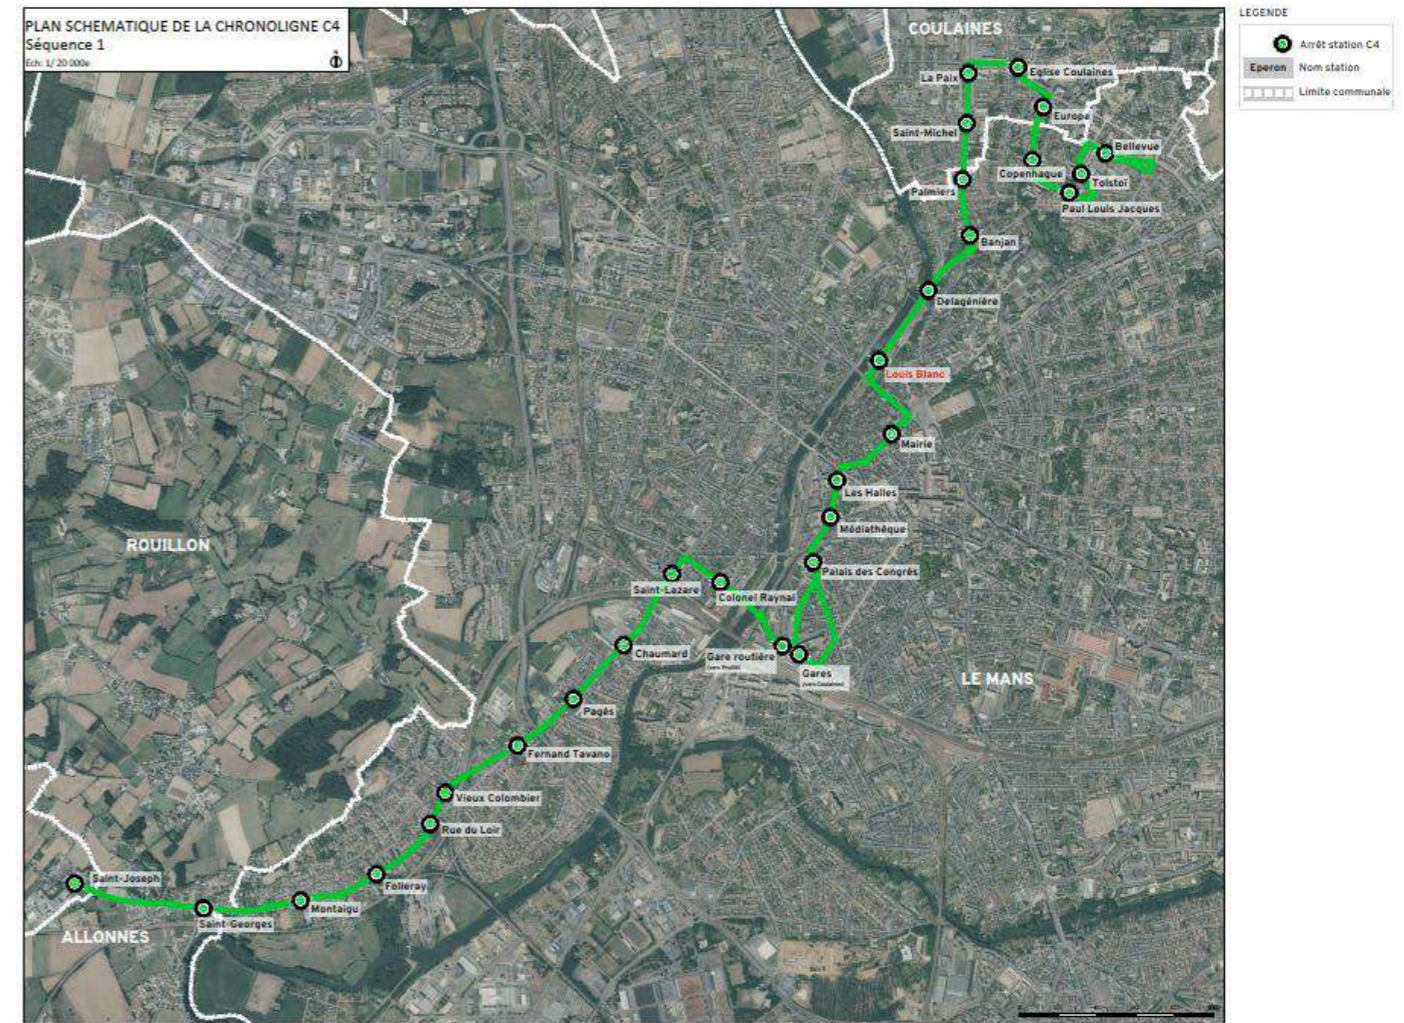 PLAN SCHEMATIQUE DE LA CHRONOLIGNE C4
Séquence 1
Ech: 1/ 20 000e
LEGENDE
Arrêt station C4
Eperon Nom station
Limite communale
COULAINES
La Paix
Eglise Coulaines
Europe
Saint-Michel
Bellevue
Copenhague
Tolstoï
Palmiers
Paul Louis Jacques
Banjan
Delagénière
Louis Blanc
Mairie
Les Halles
Médiathèque
ROUILLON
Palais des Congrès
Saint-Lazare
Colonel Raynal
Chaumard
Gare routière
Gares
LE MANS
Pagès
Fernand Tavano
Vieux Colombier
Rue du Loir
Saint-Joseph
Folleray
Montaigu
Saint-Georges
ALLONNES